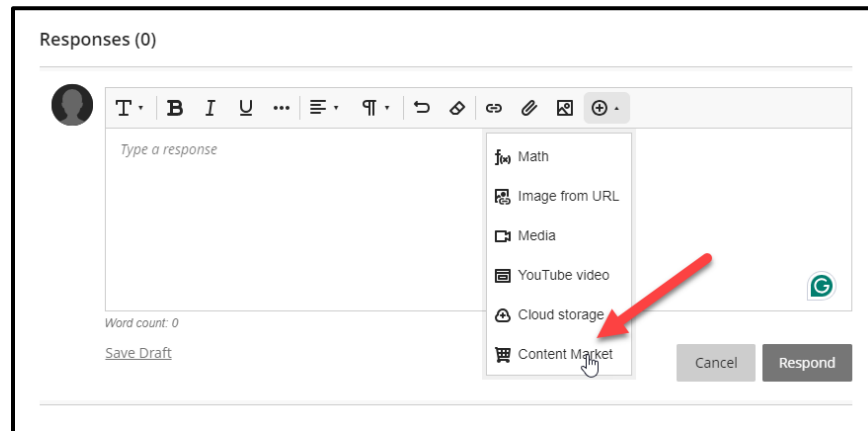 Responses (0)
Type a response
Math
Image from URL
Media
YouTube video
Cloud storage
Content Market
Word count: 0
Save Draft
Cancel
Respond